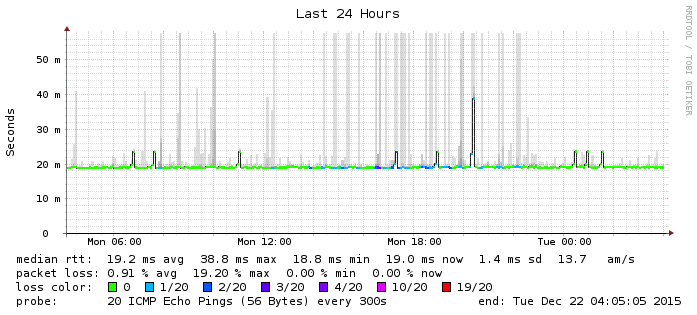 Last 24 Hours
RRDTOOL / TOBI OETIKER
Seconds
50 m
40 m
30 m
20 m
10 m
0
Mon 06:00 Mon 12:00 Mon 18:00 Tue 00:00
median rtt: 19.2 ms avg 38.8 ms max 18.8 ms min 19.0 ms now 1.4 ms sd 13.7 am/s
packet loss: 0.91 % avg 19.20 % max 0.00 % min 0.00 % now
loss color: 0 1/20 2/20 3/20 4/20 10/20 19/20
probe: 20 ICMP Echo Pings (56 Bytes) every 300s end: Tue Dec 22 04:05:05 2015